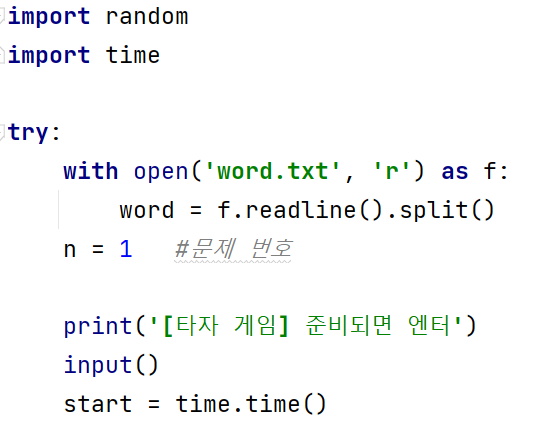 import random
import time
try:
with open('word.txt', 'r') as f:
word = f.readline().split()
n = 1 #문제 번호
print('[타자 게임] 준비되면 엔터')
input()
start = time.time()